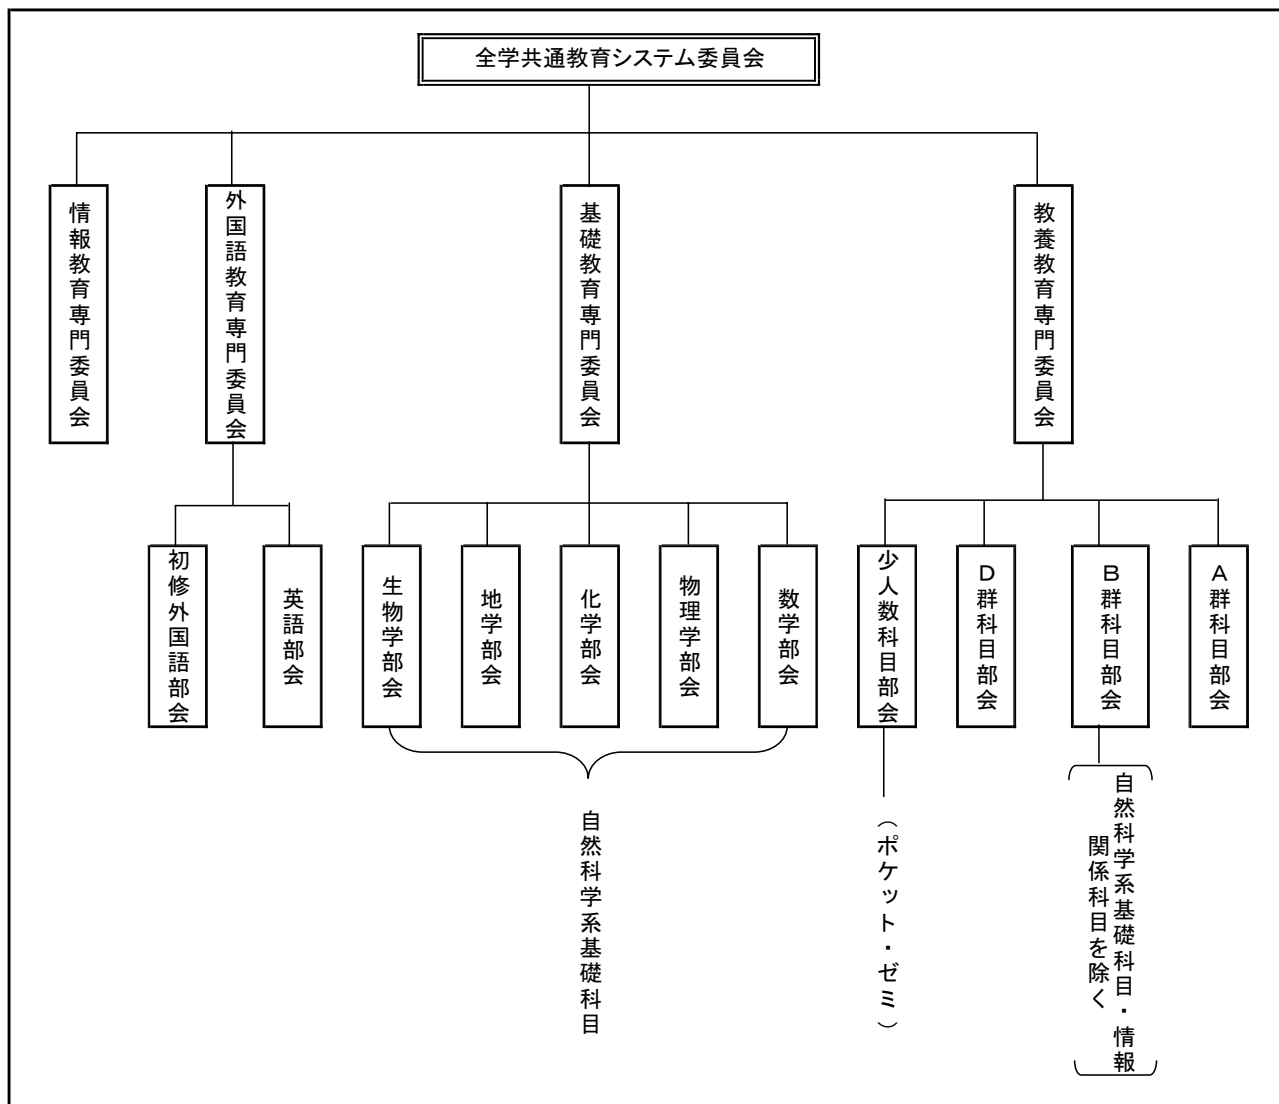 全学共通教育システム委員会
教養教育専門委員会
基礎教育専門委員会
外国語教育専門委員会
情報教育専門委員会
A群科目部会
B群科目部会
D群科目部会
少人数科目部会
数学部会
物理学部会
化学部会
地学部会
生物学部会
英語部会
初修外国語部会
自然科学系基礎科目・情報
関係科目を除く
（ポケット・ゼミ）
自然科学系基礎科目